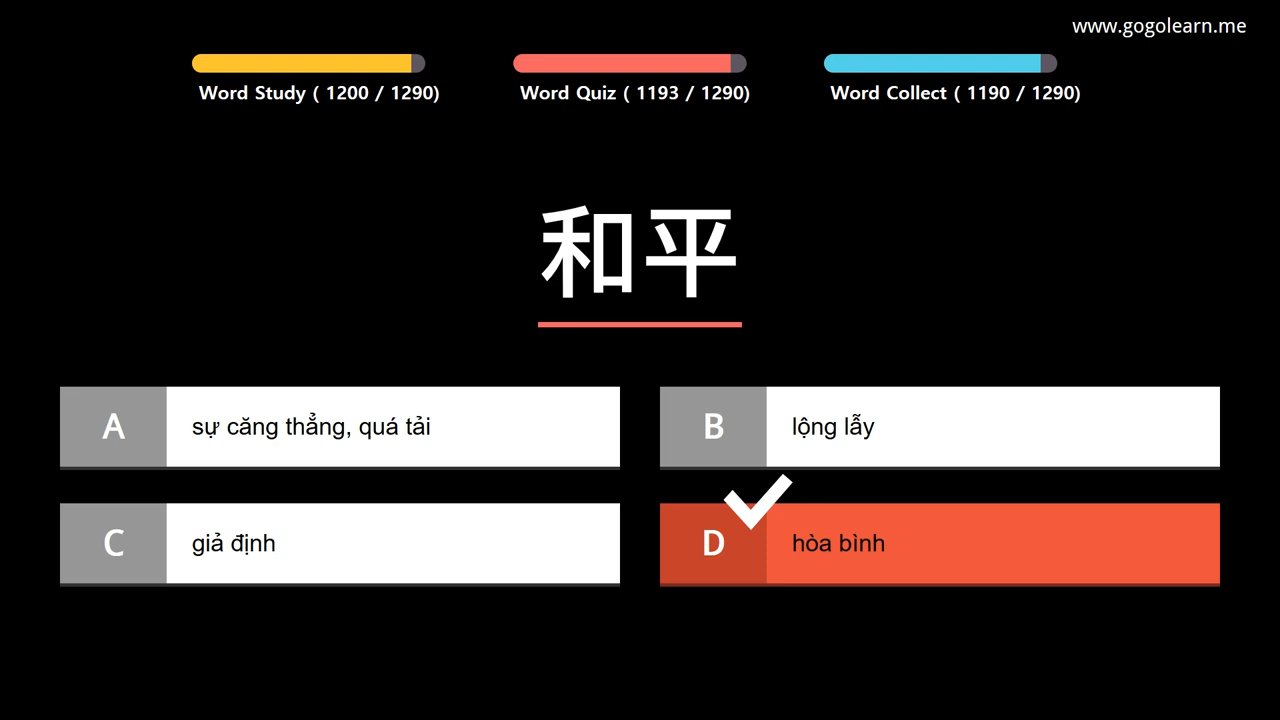 www.gogolearn.me
Word Study ( 1200 / 1290)
Word Quiz ( 1193 / 1290)
Word Collect ( 1190 / 1290)
和平
A sự căng thẳng, quá tải
B lộng lẫy
C giả định
D hòa bình